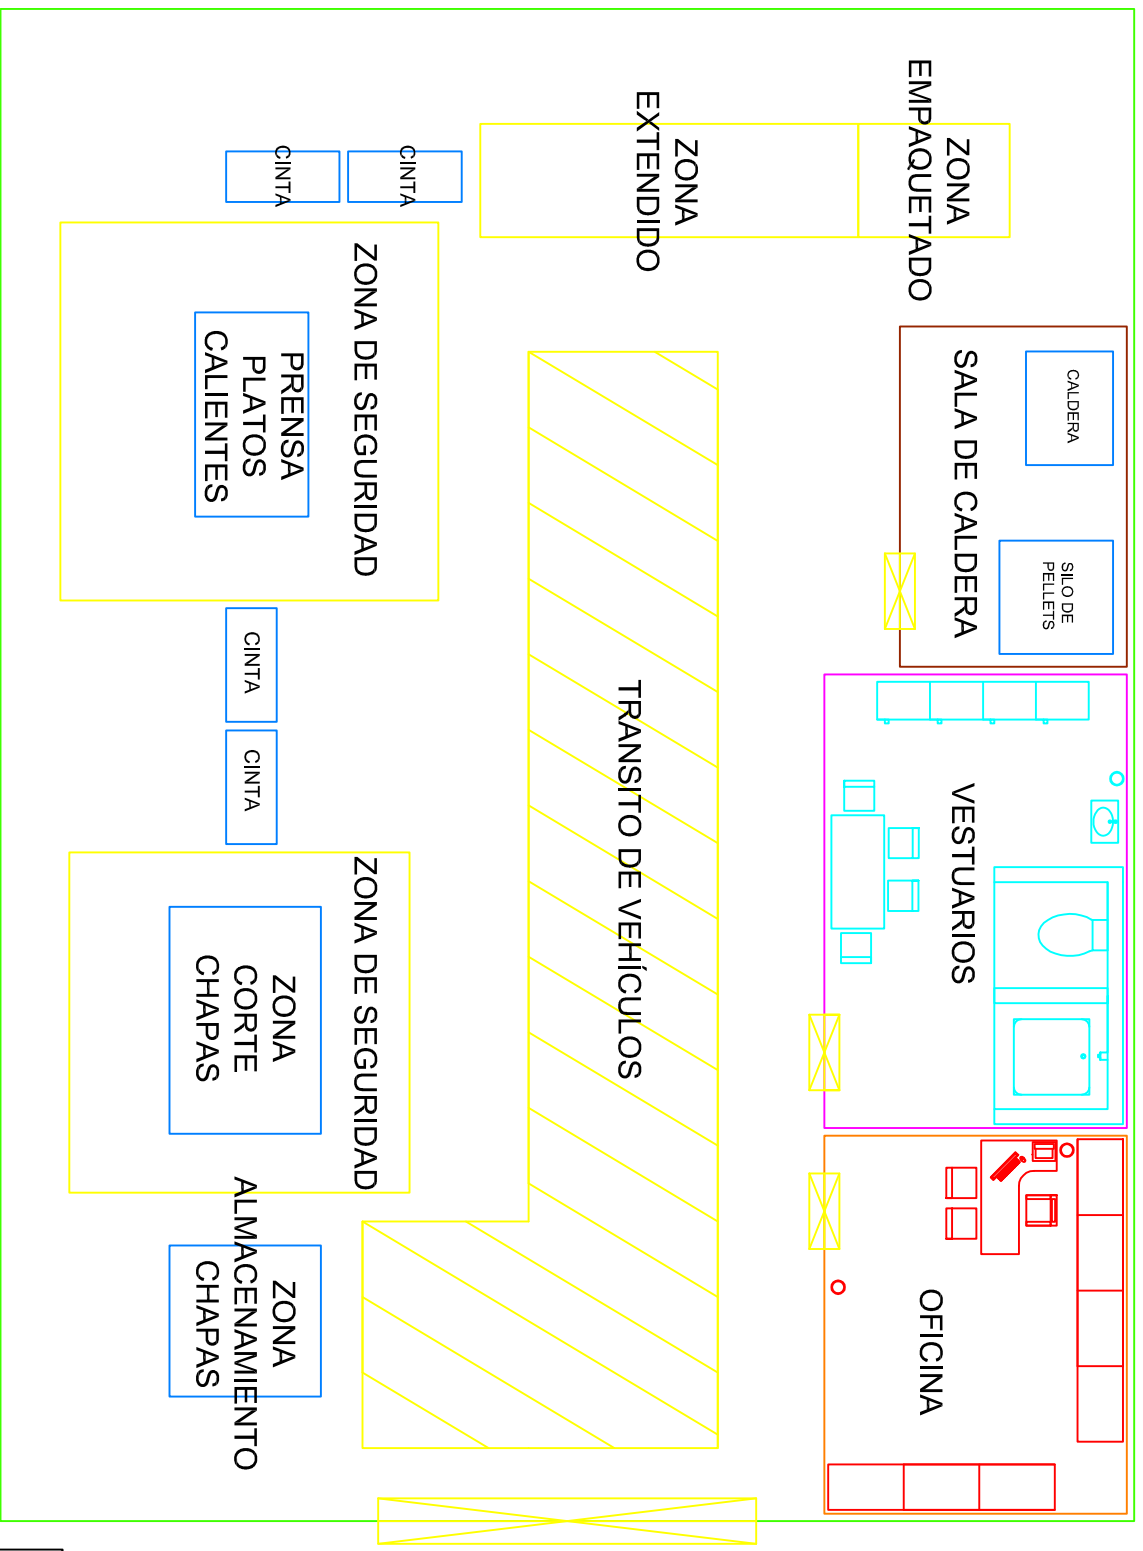 ZONA
EMPAQUETADO
ZONA
EXTENDIDO
CINTA
CINTA
ZONA DE SEGURIDAD
PRENSA
PLATOS
CALIENTES
CALDERA
SILO DE
PELLETS
SALA DE CALDERA
TRANSITO DE VEHÍCULOS
VESTUARIOS
CINTA
CINTA
ZONA DE SEGURIDAD
ZONA
CORTE
CHAPAS
OFICINA
ZONA
ALMACENAMIENTO
CHAPAS